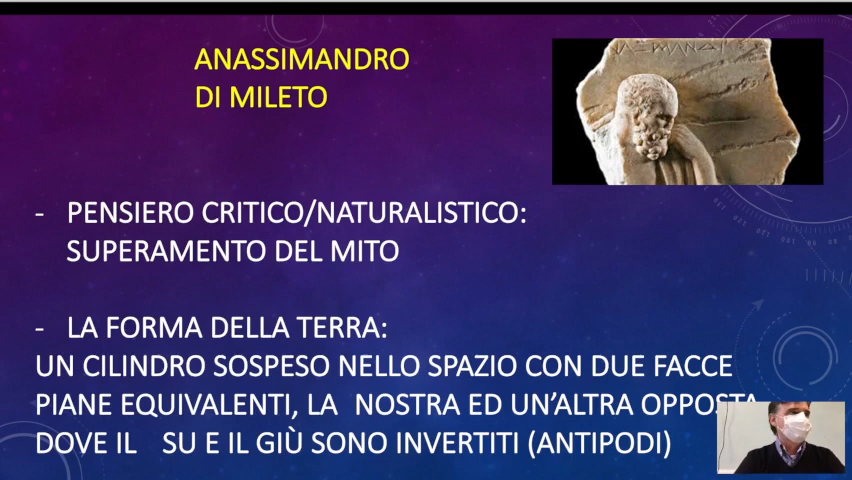 ANASSIMANDRO
DI MILETO
- PENSIERO CRITICO/NATURALISTICO:
SUPERAMENTO DEL MITO
- LA FORMA DELLA TERRA:
UN CILINDRO SOSPESO NELLO SPAZIO CON DUE FACCE
PIANE EQUIVALENTI, LA NOSTRA ED UN'ALTRA OPPOSTA
DOVE IL SU E IL GIÙ SONO INVERTITI (ANTIPODI)